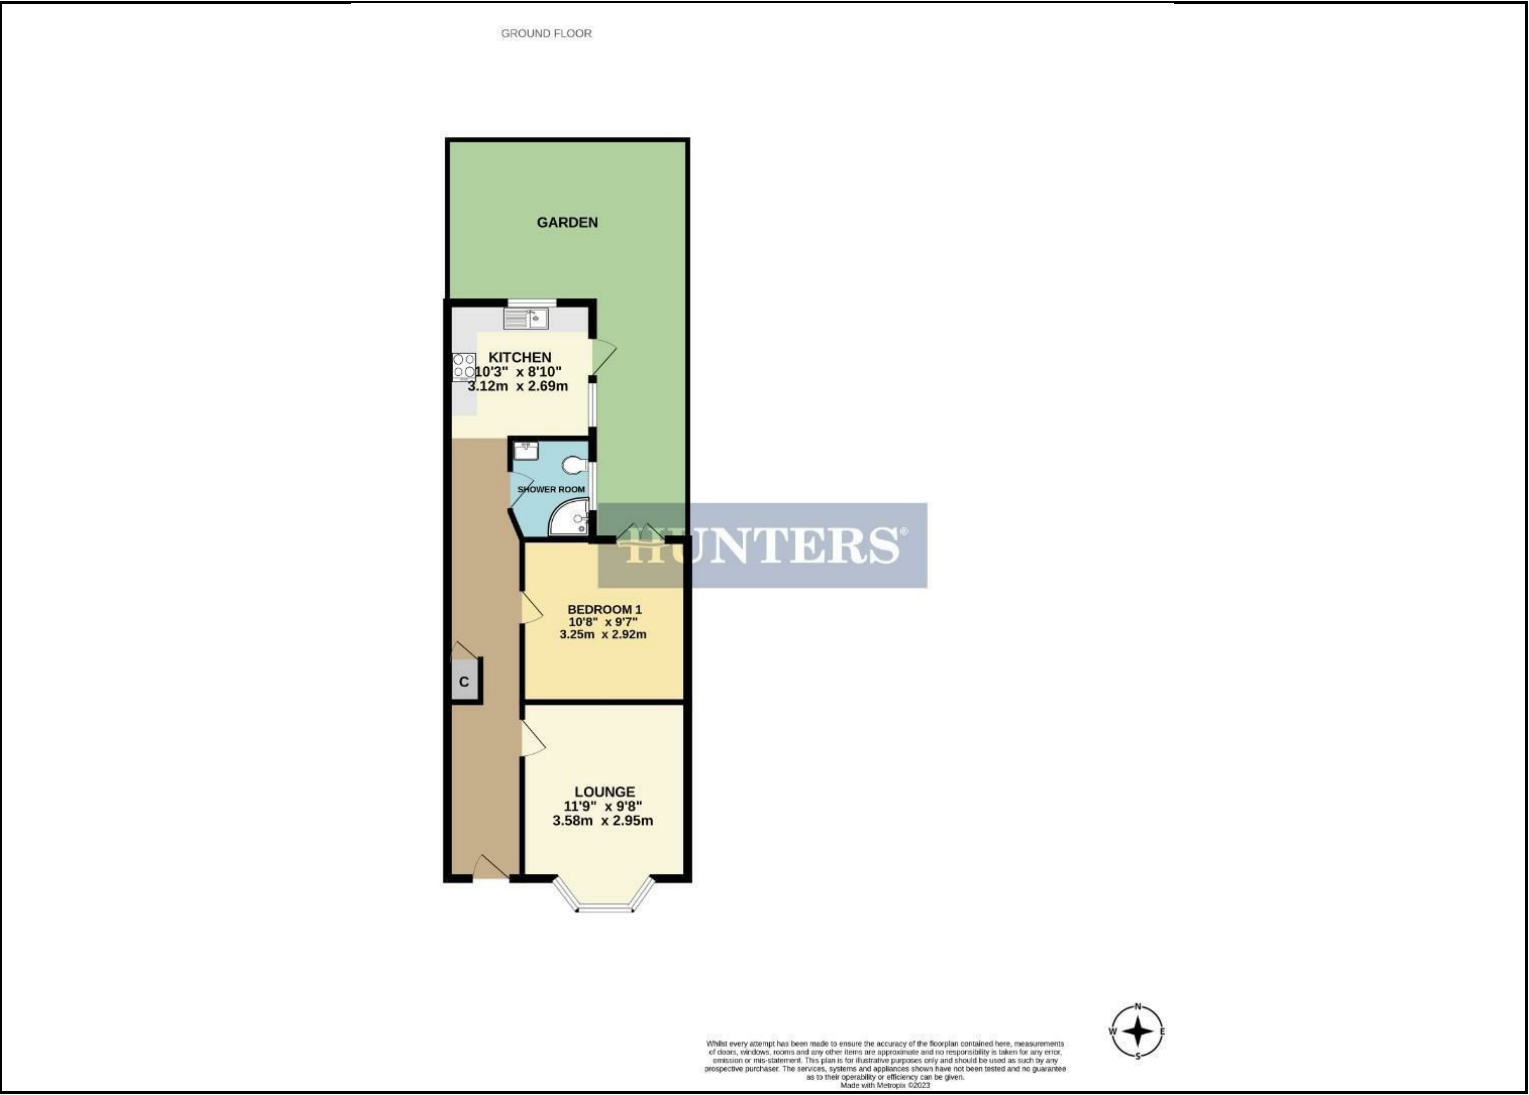 GROUND FLOOR
GARDEN
KITCHEN
10'3" x 8'10"
3.12m x 2.69m
SHOWER ROOM
HUNTERS®
BEDROOM 1
10'8" x 9'7"
3.25m x 2.92m
C
LOUNGE
11'9" x 9'8"
3.58m x 2.95m
N
W E
S
Whilst every attempt has been made to ensure the accuracy of the floorplan contained here, measurements
of doors, windows, rooms and any other items are approximate and no responsibility is taken for any error,
omission or mis-statement. This plan is for illustrative purposes only and should be used as such by any
prospective purchaser. The services, systems and appliances shown have not been tested and no guarantee
as to their operability or efficiency can be given.
Made with Metropix ©2023